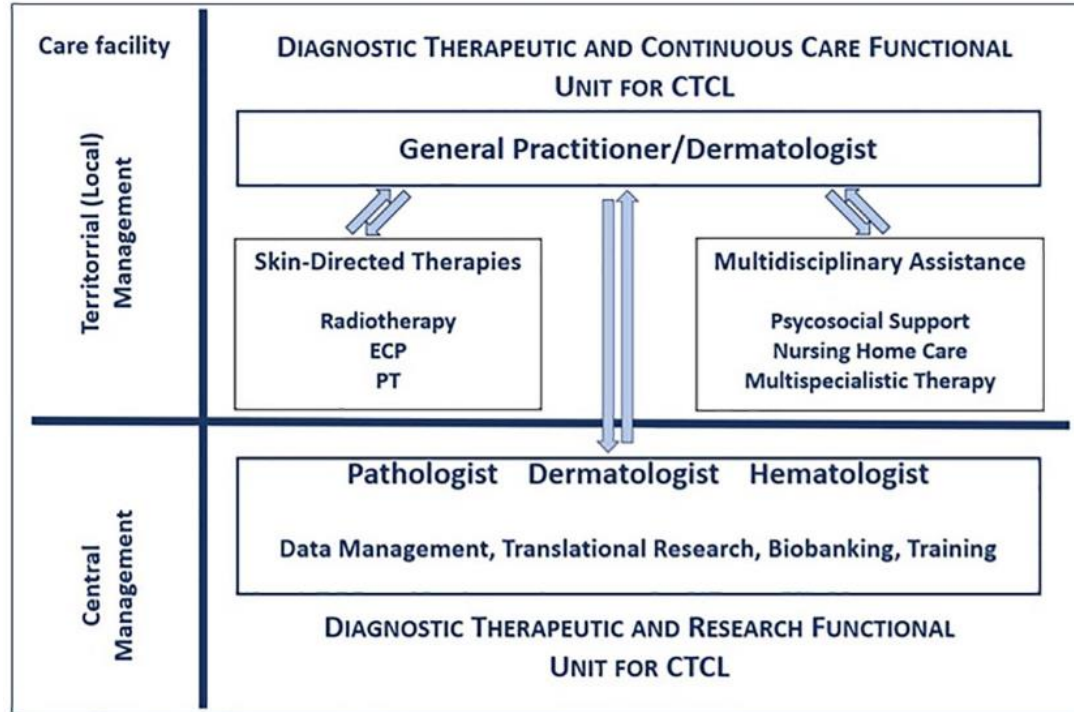 Care facility
DIAGNOSTIC THERAPEUTIC AND CONTINUOUS CARE FUNCTIONAL
UNIT FOR CTCL
Territorrial (Local)
Management
General Practitioner/Dermatologist
Skin-Directed Therapies
Radiotherapy
ECP
PT
Multidisciplinary Assistance
Psycosocial Support
Nursing Home Care
Multispecialistic Therapy
Central
Management
Pathologist Dermatologist Hematologist
Data Management, Translational Research, Biobanking, Training
DIAGNOSTIC THERAPEUTIC AND RESEARCH FUNCTIONAL
UNIT FOR CTCL